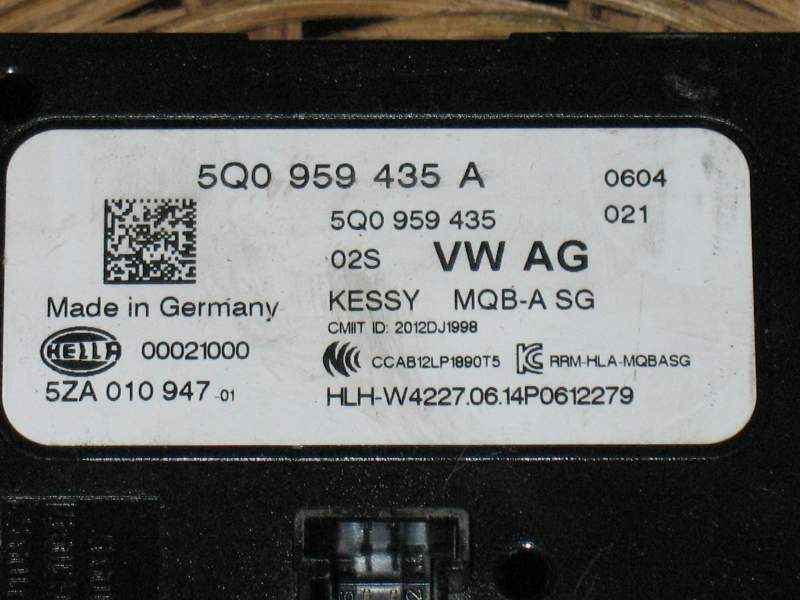 5Q0 959 435 A 0604
5Q0 959 435 021
02S VW AG
Made in Germany KESSY MQB-A SG
CMIIT ID: 2012DJ1998
HELLA 00021000 CCAB12LP1890T5 RRM-HLA-MQBASG
5ZA 010 947 -01 HLH-W4227.06.14P0612279